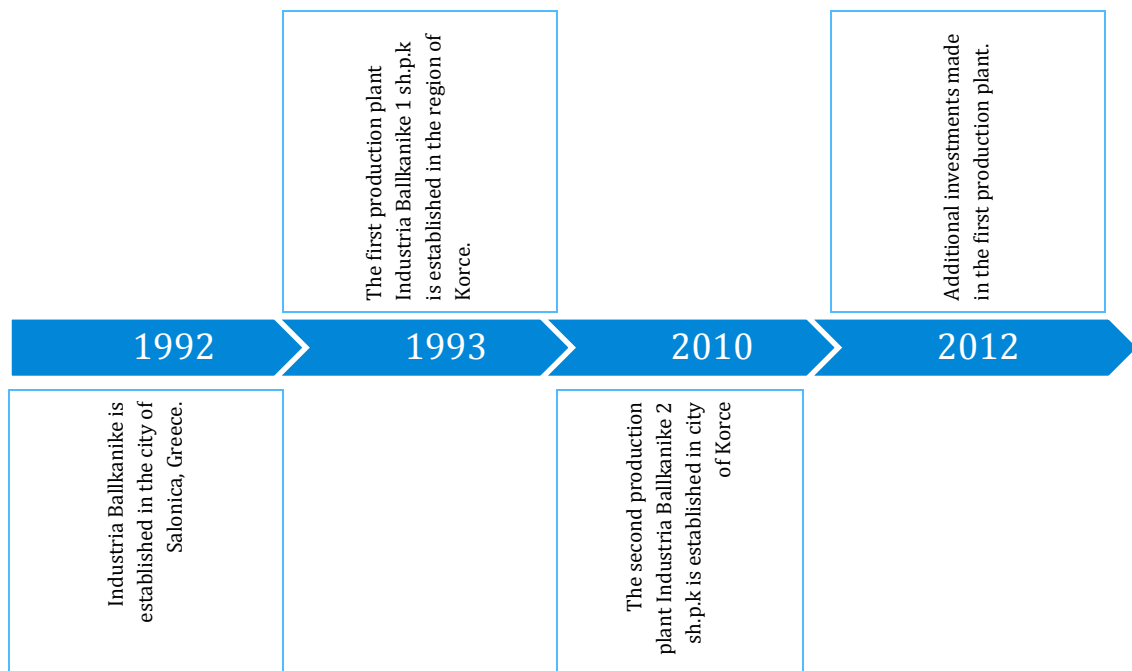 1992
Industria Ballkanike is
established in the city of
Salonica, Greece.
1993
The first production plant
Industria Ballkanike 1 sh.p.k
is established in the region of
Korce.
2010
The second production
plant Industria Ballkanike 2
sh.p.k is established in city
of Korce
2012
Additional investments made
in the first production plant.